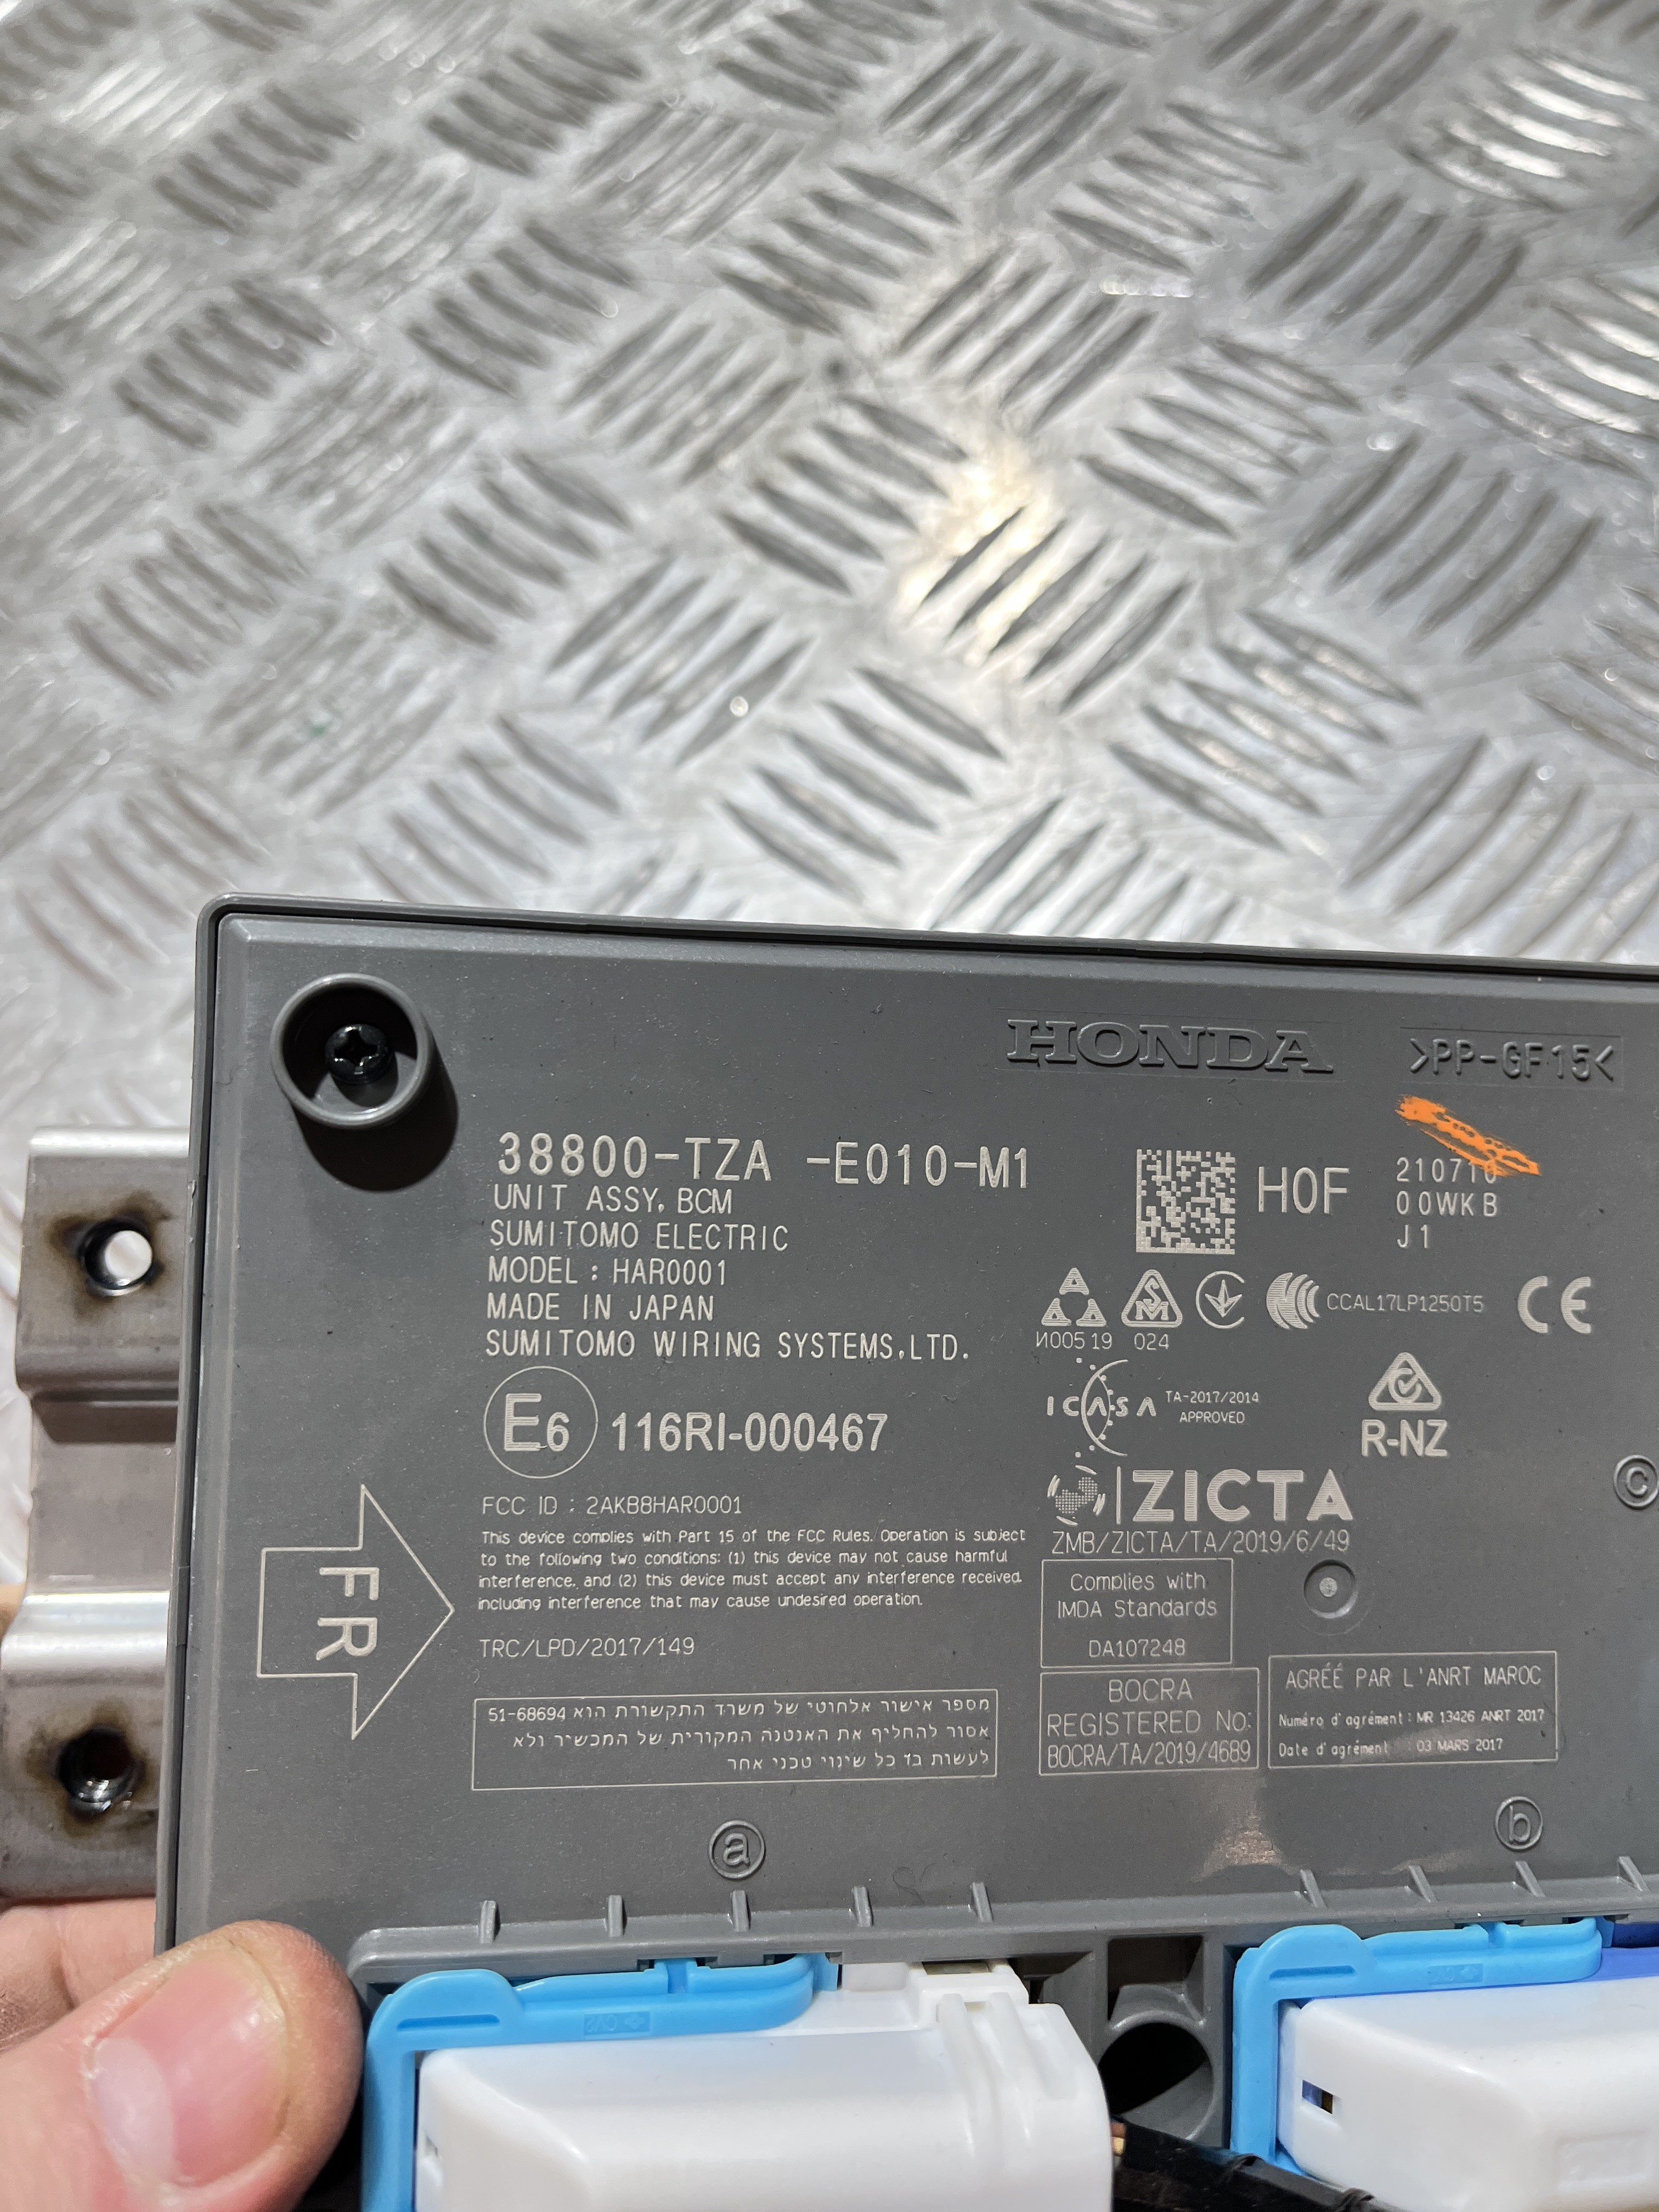 HONDA
>PP-GF15<
38800-TZA -E010-M1
UNIT ASSY. BCM
SUMITOMO ELECTRIC
MODEL : HAR0001
MADE IN JAPAN
SUMITOMO WIRING SYSTEMS,LTD.
H0F
210710
00WKB
J1
И005 19
024
CCAL17LP1250T5
CE
E6
116RI-000467
ICASA
TA-2017/2014
APPROVED
R-NZ
ZICTA
ZMB/ZICTA/TA/2019/6/49
FCC ID : 2AKB8HAR0001
This device complies with Part 15 of the FCC Rules. Operation is subject
to the following two conditions: (1) this device may not cause harmful
interference, and (2) this device must accept any interference received,
including interference that may cause undesired operation.
TRC/LPD/2017/149
FR
Complies with
IMDA Standards
DA107248
מספר אישור אלחוטי של משרד התקשורת הוא 51-68694
אסור להחליף את האנטנה המקורית של המכשיר ולא
לעשות בו כל שינוי טכני אחר
BOCRA
REGISTERED No:
BOCRA/TA/2019/4689
AGRÉÉ PAR L'ANRT MAROC
Numéro d'agrément : MR 13426 ANRT 2017
Date d'agrément : 03 MARS 2017
a
b
c